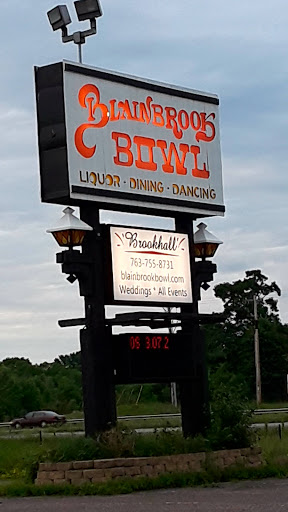 BLAINBROOK
BOWL
LIQUOR · DINING · DANCING
"Brookhall"
763-755-8731
blainbrookbowl.com
Weddings * All Events